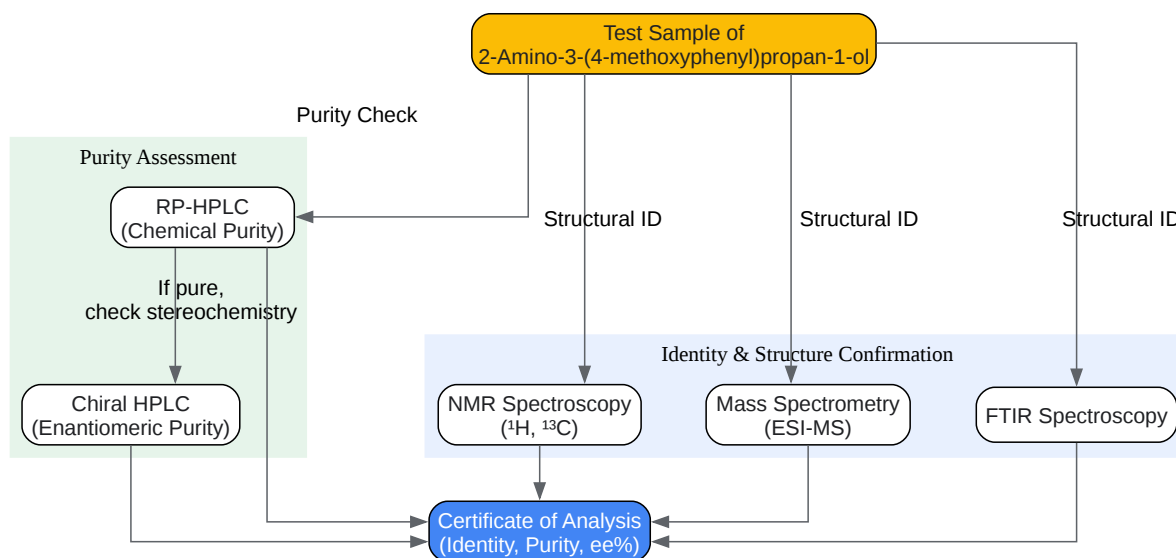 Test Sample of
2-Amino-3-(4-methoxyphenyl)propan-1-ol
Purity Check
Purity Assessment
RP-HPLC
(Chemical Purity)
Structural ID
Structural ID
Structural ID
If pure,
check stereochemistry
Identity & Structure Confirmation
Chiral HPLC
(Enantiomeric Purity)
NMR Spectroscopy
(¹H, ¹³C)
Mass Spectrometry
(ESI-MS)
FTIR Spectroscopy
Certificate of Analysis
(Identity, Purity, ee%)